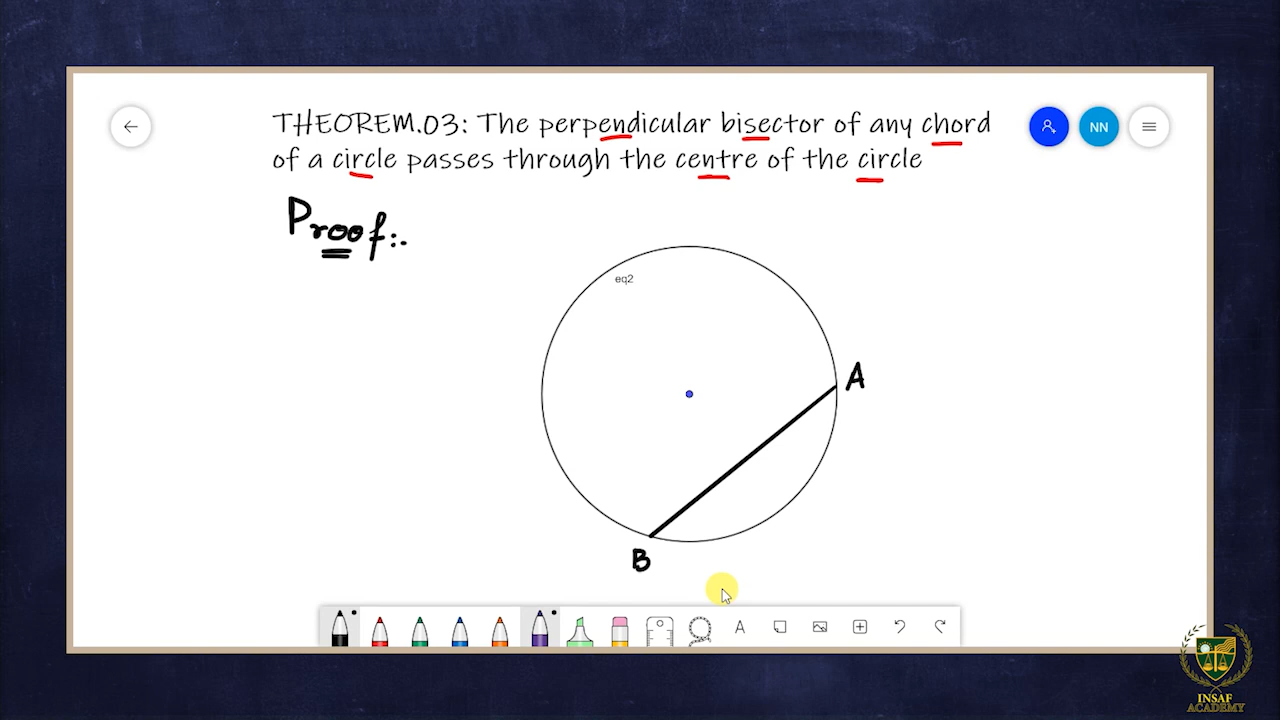 THEOREM.03: The perpendicular bisector of any chord
of a circle passes through the centre of the circle
NN
Proof:.
eq2
A
B
A
INSAF
ACADEMY